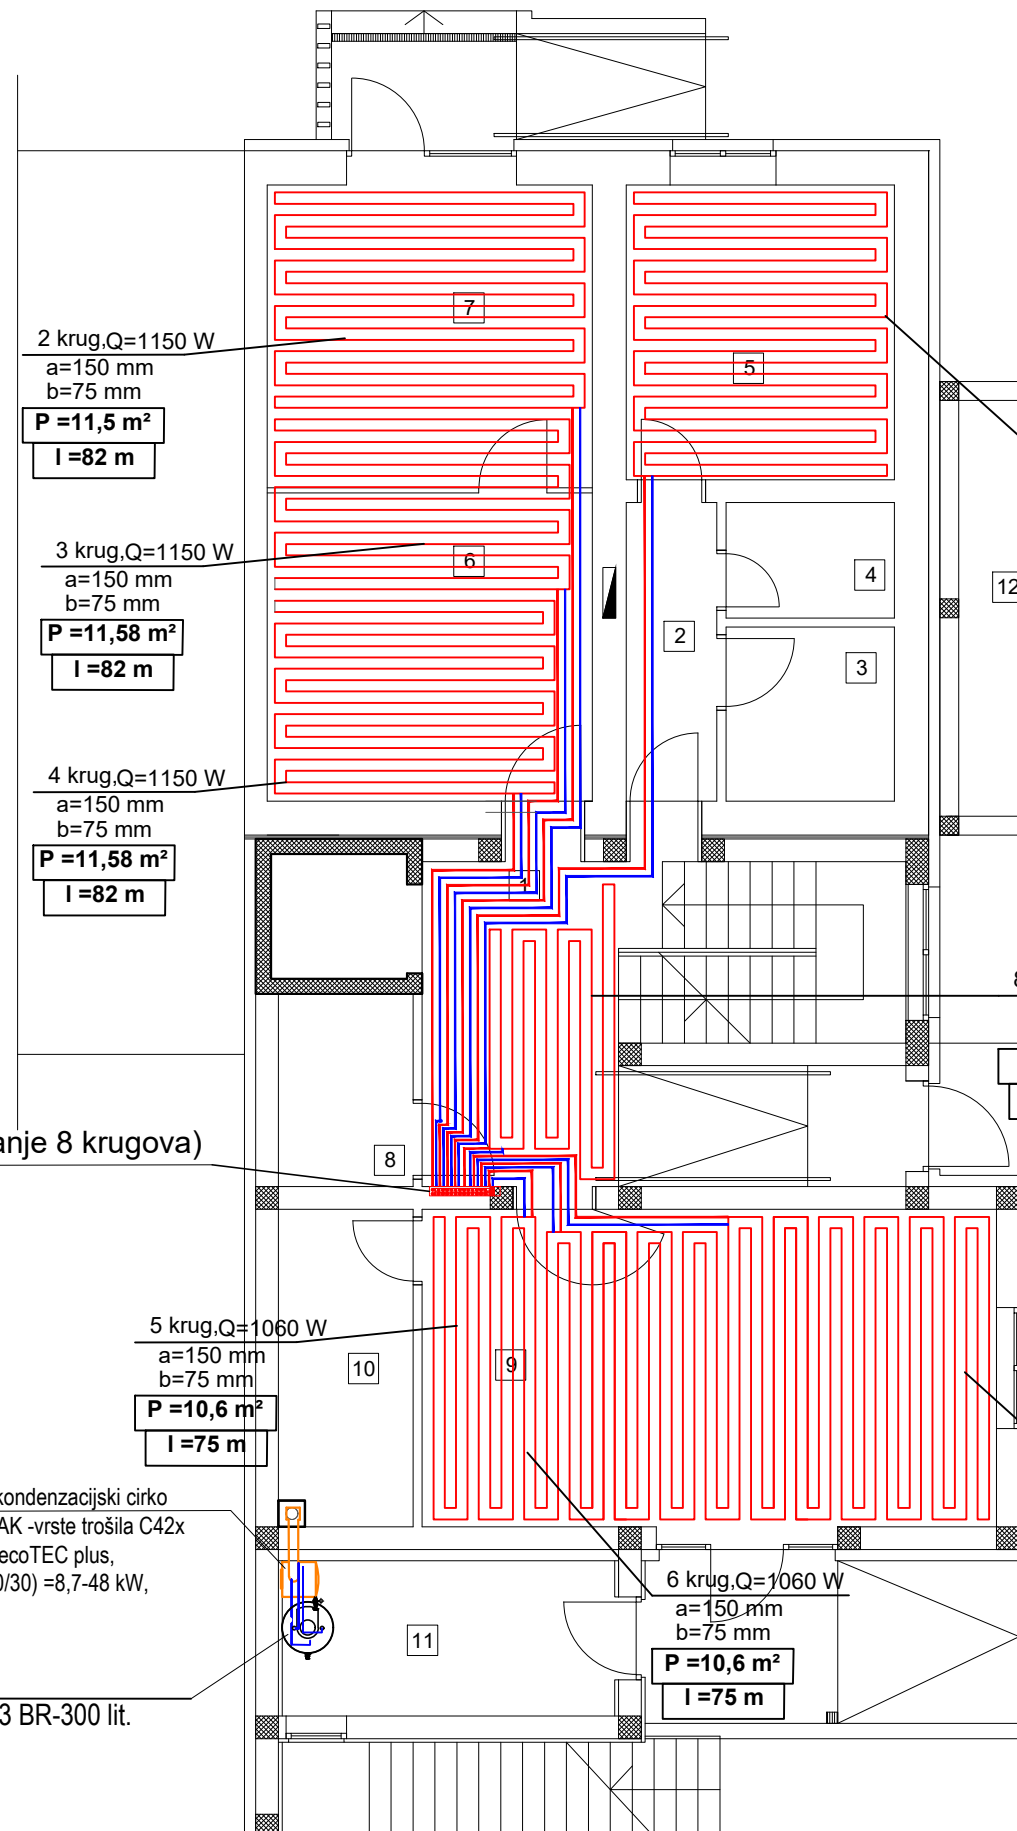 7
2 krug,Q=1150 W
a=150 mm
b=75 mm
P =11,5 m²
l =82 m
5
3 krug,Q=1150 W
a=150 mm
b=75 mm
P =11,58 m²
l =82 m
6
4
12
2
3
4 krug,Q=1150 W
a=150 mm
b=75 mm
P =11,58 m²
l =82 m
1
8
anje 8 krugova)
8
5 krug,Q=1060 W
a=150 mm
b=75 mm
P =10,6 m²
l =75 m
10
9
kondenzacijski cirko
AK -vrste trošila C42x
ecoTEC plus,
0/30) =8,7-48 kW,
6 krug,Q=1060 W
a=150 mm
b=75 mm
P =10,6 m²
l =75 m
11
3 BR-300 lit.